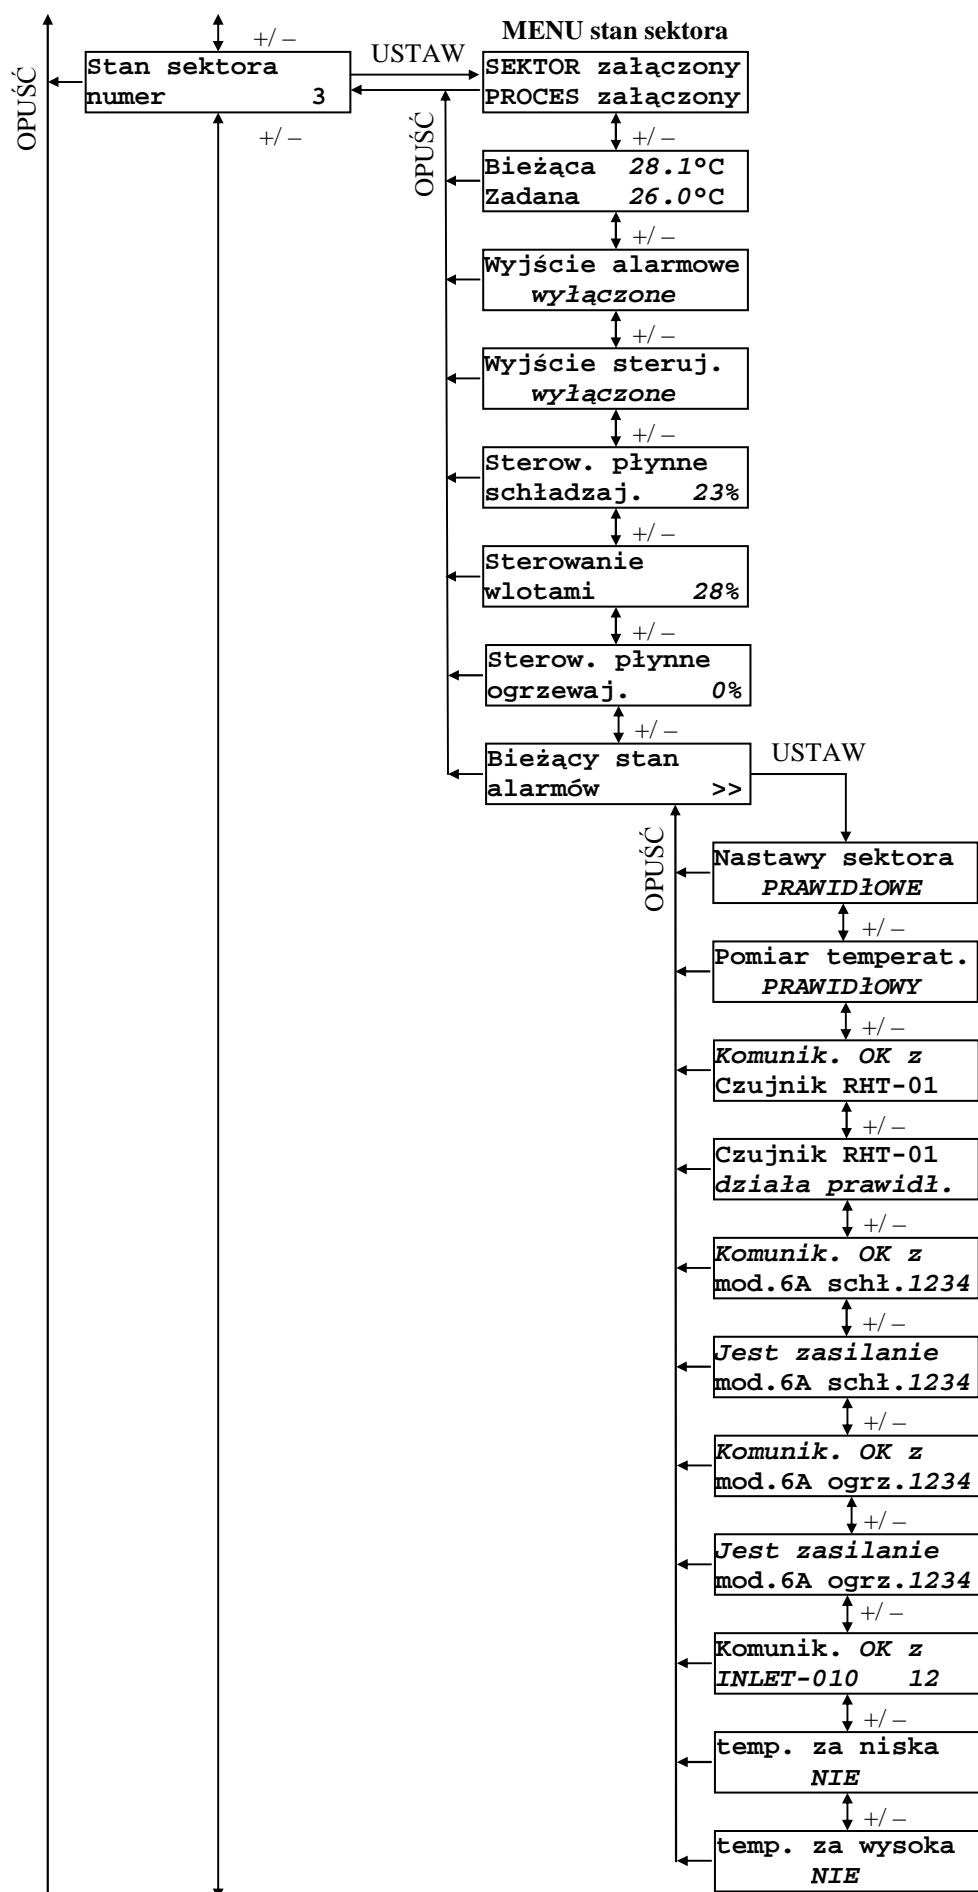 MENU stan sektora
+/–
USTAW
Stan sektora
numer 3
SEKTOR załączony
PROCES załączony
OPUŚĆ
+/–
OPUŚĆ
+/–
Bieżąca 28.1°C
Zadana 26.0°C
+/–
Wyjście alarmowe
wyłączone
+/–
Wyjście steruj.
wyłączone
+/–
Sterow. płynne
schładzaj. 23%
+/–
Sterowanie
wlotami 28%
+/–
Sterow. płynne
ogrzewaj. 0%
+/–
Bieżący stan
alarmów >>
USTAW
OPUŚĆ
Nastawy sektora
PRAWIDłOWE
+/–
Pomiar temperat.
PRAWIDłOWY
+/–
Komunik. OK z
Czujnik RHT-01
+/–
Czujnik RHT-01
działa prawidł.
+/–
Komunik. OK z
mod.6A schł.1234
+/–
Jest zasilanie
mod.6A schł.1234
+/–
Komunik. OK z
mod.6A ogrz.1234
+/–
Jest zasilanie
mod.6A ogrz.1234
+/–
Komunik. OK z
INLET-010 12
+/–
temp. za niska
NIE
+/–
temp. za wysoka
NIE